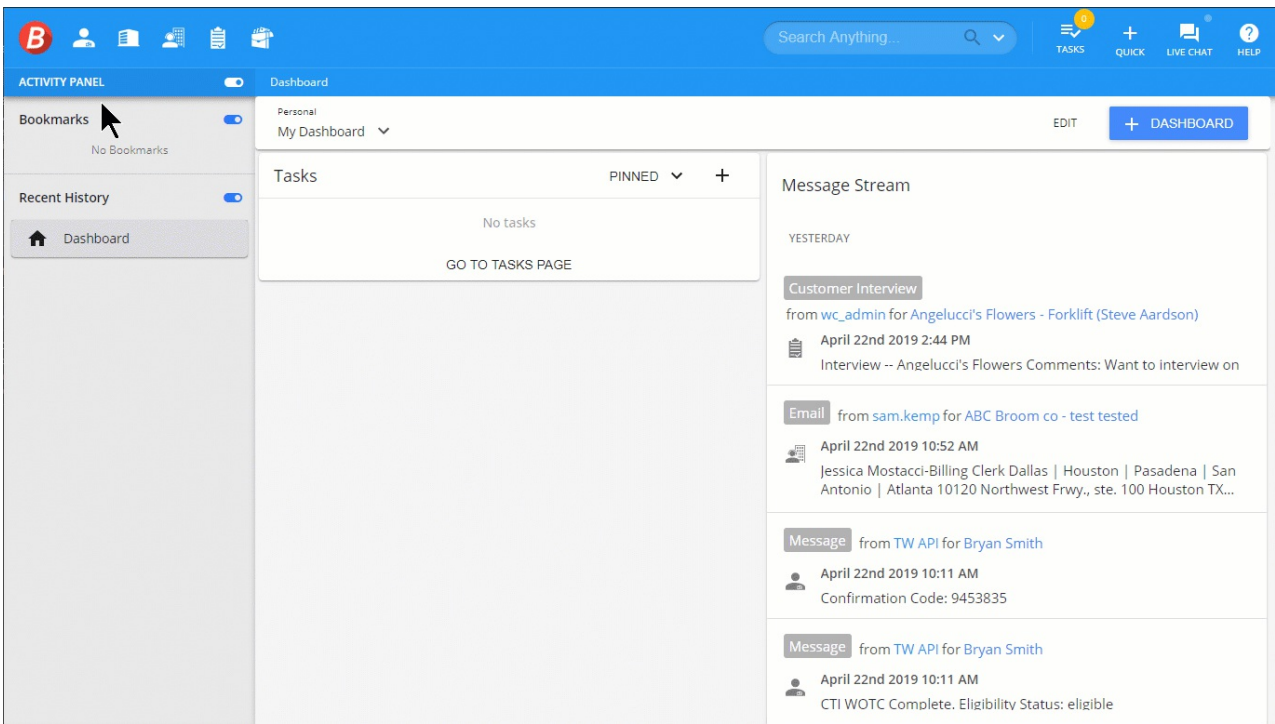 B
Search Anything...
0
TASKS
QUICK
LIVE CHAT
HELP
ACTIVITY PANEL
Dashboard
Bookmarks
No Bookmarks
Recent History
Dashboard
Personal
My Dashboard
EDIT
+ DASHBOARD
Tasks
PINNED
No tasks
GO TO TASKS PAGE
Message Stream
YESTERDAY
Customer Interview
from wc_admin for Angelucci's Flowers - Forklift (Steve Aardson)
April 22nd 2019 2:44 PM
Interview -- Angelucci's Flowers Comments: Want to interview on
Email from sam.kemp for ABC Broom co - test tested
April 22nd 2019 10:52 AM
Jessica Mostacci-Billing Clerk Dallas | Houston | Pasadena | San
Antonio | Atlanta 10120 Northwest Frwy., ste. 100 Houston TX...
Message from TW API for Bryan Smith
April 22nd 2019 10:11 AM
Confirmation Code: 9453835
Message from TW API for Bryan Smith
April 22nd 2019 10:11 AM
CTI WOTC Complete. Eligibility Status: eligible